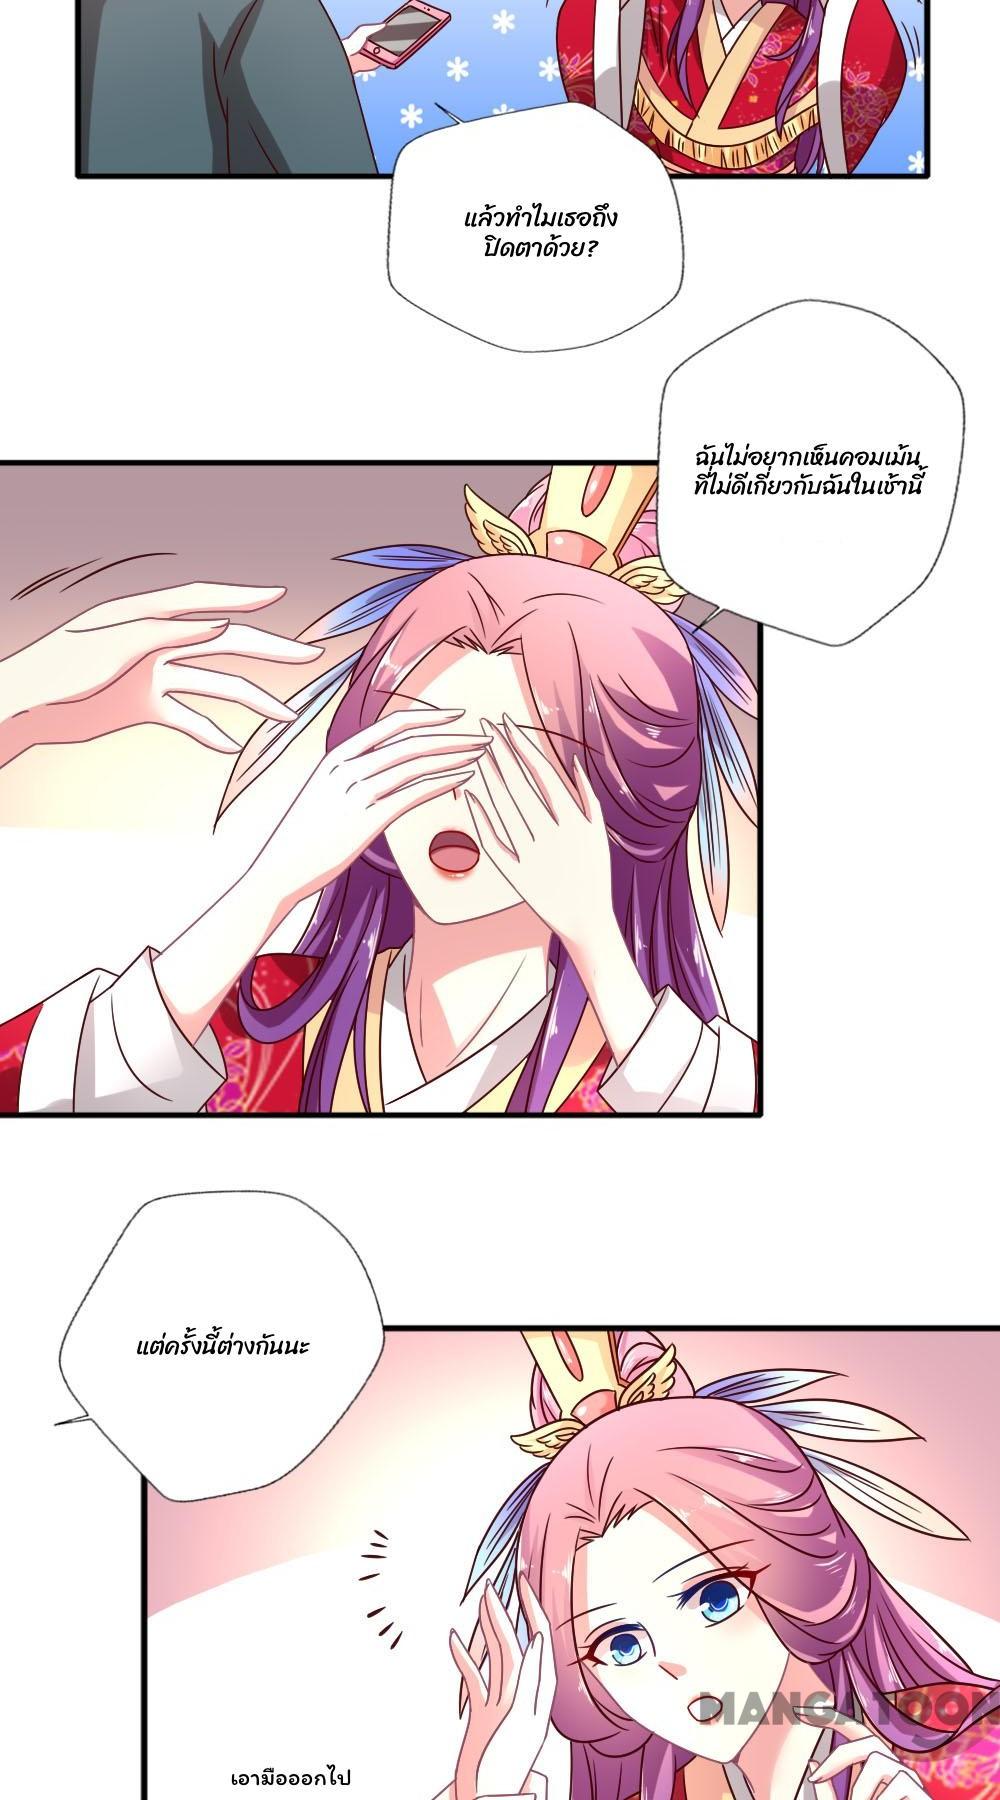 แล้วทำไมเธอถึง
ปิดตาด้วย?
ฉันไม่อยากเห็นคอมเม้น
ที่ไม่ดีเกี่ยวกับฉันในเช้านี้
แต่ครั้งนี้ต่างกันนะ
MANGATOON
เอามือออกไป